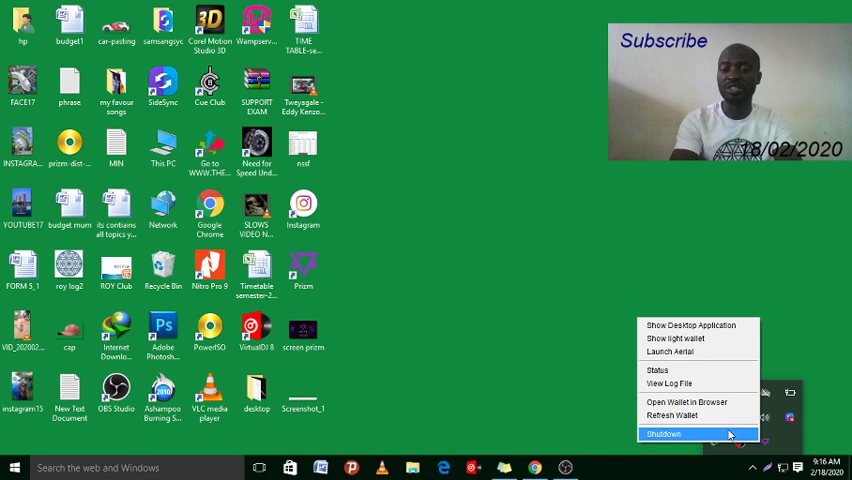 hp
budget1
car-pasting
samsangsyc
Corel Motion
Studio 3D
Wampserv...
TIME
TABLE-se...
Subscribe
18/02/2020
FACE17
phrase
my favour
songs
SideSync
Cue Club
SUPPORT
EXAM
Tweyagale -
Eddy Kenzo...
INSTAGRA...
prizm-dist-...
MIN
This PC
Go to
WWW.THE...
Need for
Speed Und...
nssf
YOUTUBE17
budget mum
its contiains
all topics y...
Network
Google
Chrome
SLOWS
VIDEO N...
Instagram
FORM 5_1
roy log2
ROY Club
Recycle Bin
Nitro Pro 9
Timetable
semester-2...
Prizm
VID_202002...
cap
Internet
Downlo...
Adobe
Photosh...
PowerISO
VirtualDJ 8
screen prizm
instagram15
New Text
Document
OBS Studio
Ashampoo
Burning S...
VLC media
player
desktop
Screenshot_1
Show Desktop Application
Show light wallet
Launch Aerial
Status
View Log File
Open Wallet in Browser
Refresh Wallet
Shutdown
Search the web and Windows
9:16 AM
2/18/2020